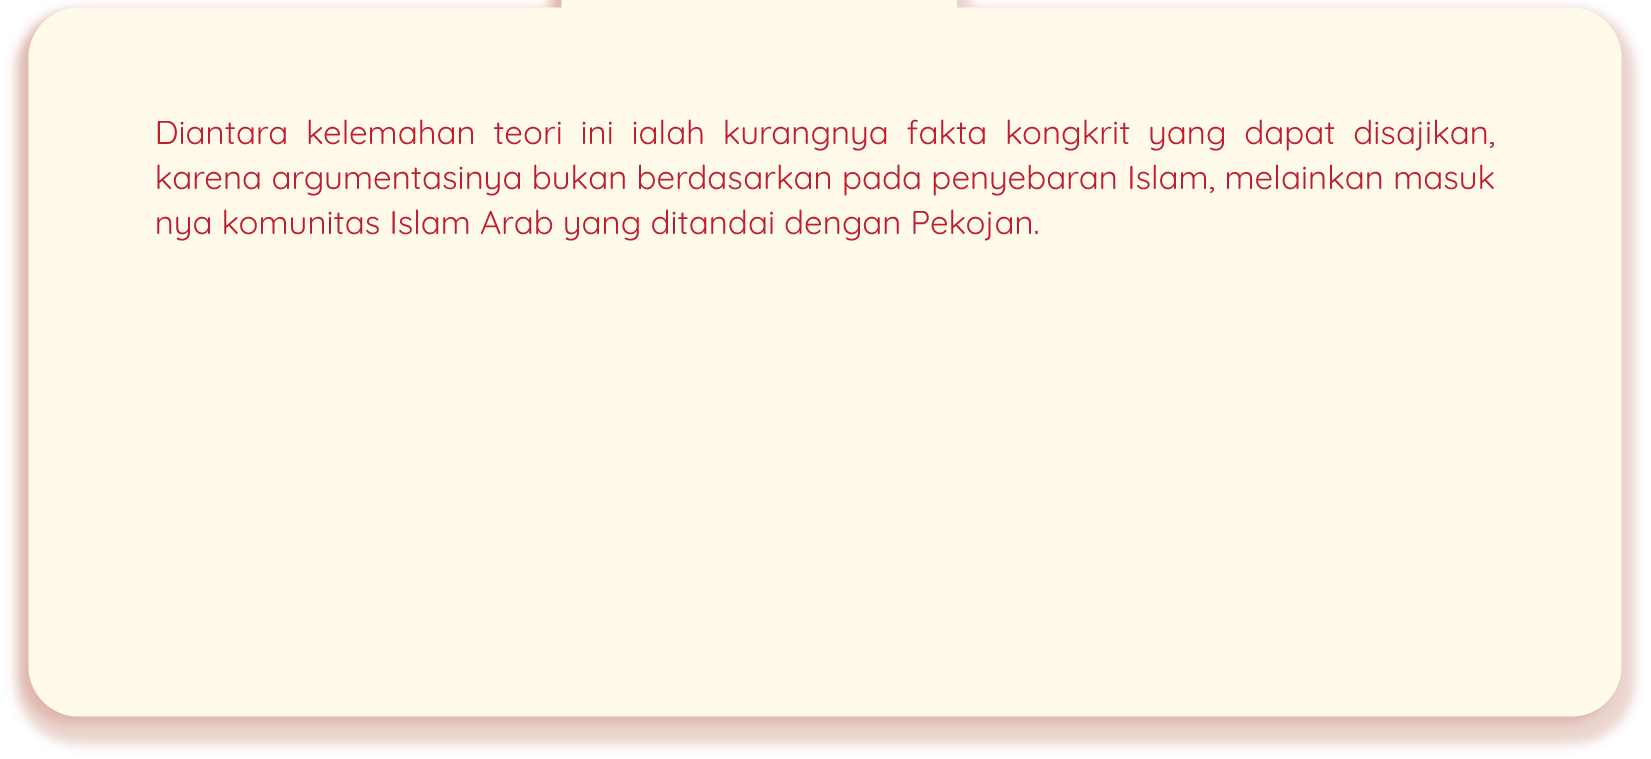 Diantara kelemahan teori ini ialah kurangnya fakta kongkrit yang dapat disajikan,
karena argumentasinya bukan berdasarkan pada penyebaran Islam, melainkan masuk
nya komunitas Islam Arab yang ditandai dengan Pekojan.